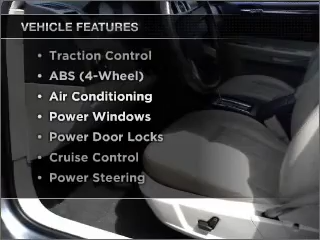 VEHICLE FEATURES
• Traction Control
• ABS (4-Wheel)
• Air Conditioning
• Power Windows
• Power Door Locks
• Cruise Control
• Power Steering